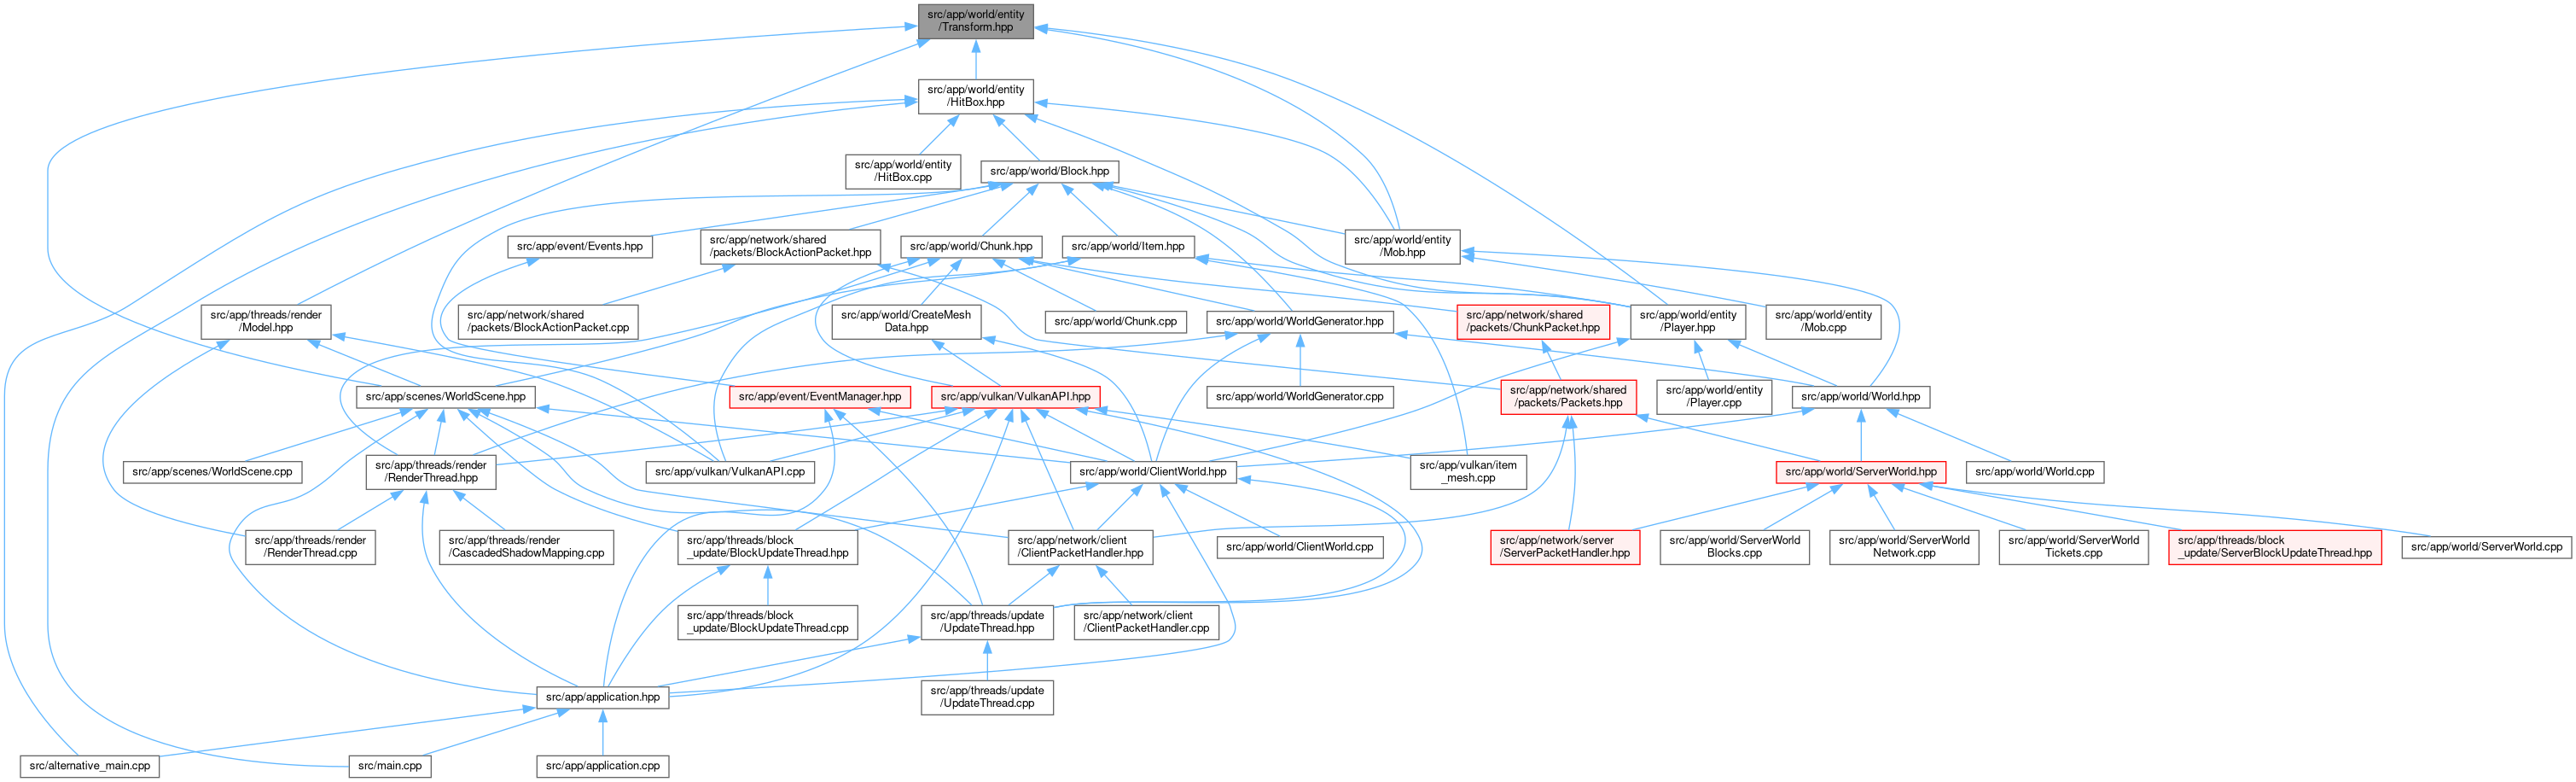 src/app/world/entity
/Transform.hpp
src/app/world/entity
/HitBox.hpp
src/app/world/entity
/HitBox.cpp
src/app/world/Block.hpp
src/app/event/Events.hpp
src/app/network/shared
/packets/BlockActionPacket.hpp
src/app/world/Chunk.hpp
src/app/world/Item.hpp
src/app/world/entity
/Mob.hpp
src/app/threads/render
/Model.hpp
src/app/network/shared
/packets/BlockActionPacket.cpp
src/app/world/CreateMesh
Data.hpp
src/app/world/Chunk.cpp
src/app/world/WorldGenerator.hpp
src/app/network/shared
/packets/ChunkPacket.hpp
src/app/world/entity
/Player.hpp
src/app/world/entity
/Mob.cpp
src/app/scenes/WorldScene.hpp
src/app/event/EventManager.hpp
src/app/vulkan/VulkanAPI.hpp
src/app/world/WorldGenerator.cpp
src/app/network/shared
/packets/Packets.hpp
src/app/world/entity
/Player.cpp
src/app/world/World.hpp
src/app/scenes/WorldScene.cpp
src/app/threads/render
/RenderThread.hpp
src/app/vulkan/VulkanAPI.cpp
src/app/world/ClientWorld.hpp
src/app/vulkan/item
_mesh.cpp
src/app/world/ServerWorld.hpp
src/app/world/World.cpp
src/app/threads/render
/RenderThread.cpp
src/app/threads/render
/CascadedShadowMapping.cpp
src/app/threads/block
_update/BlockUpdateThread.hpp
src/app/network/client
/ClientPacketHandler.hpp
src/app/world/ClientWorld.cpp
src/app/network/server
/ServerPacketHandler.hpp
src/app/world/ServerWorld
Blocks.cpp
src/app/world/ServerWorld
Network.cpp
src/app/world/ServerWorld
Tickets.cpp
src/app/threads/block
_update/ServerBlockUpdateThread.hpp
src/app/world/ServerWorld.cpp
src/app/threads/block
_update/BlockUpdateThread.cpp
src/app/threads/update
/UpdateThread.hpp
src/app/network/client
/ClientPacketHandler.cpp
src/app/application.hpp
src/app/threads/update
/UpdateThread.cpp
src/alternative_main.cpp
src/main.cpp
src/app/application.cpp